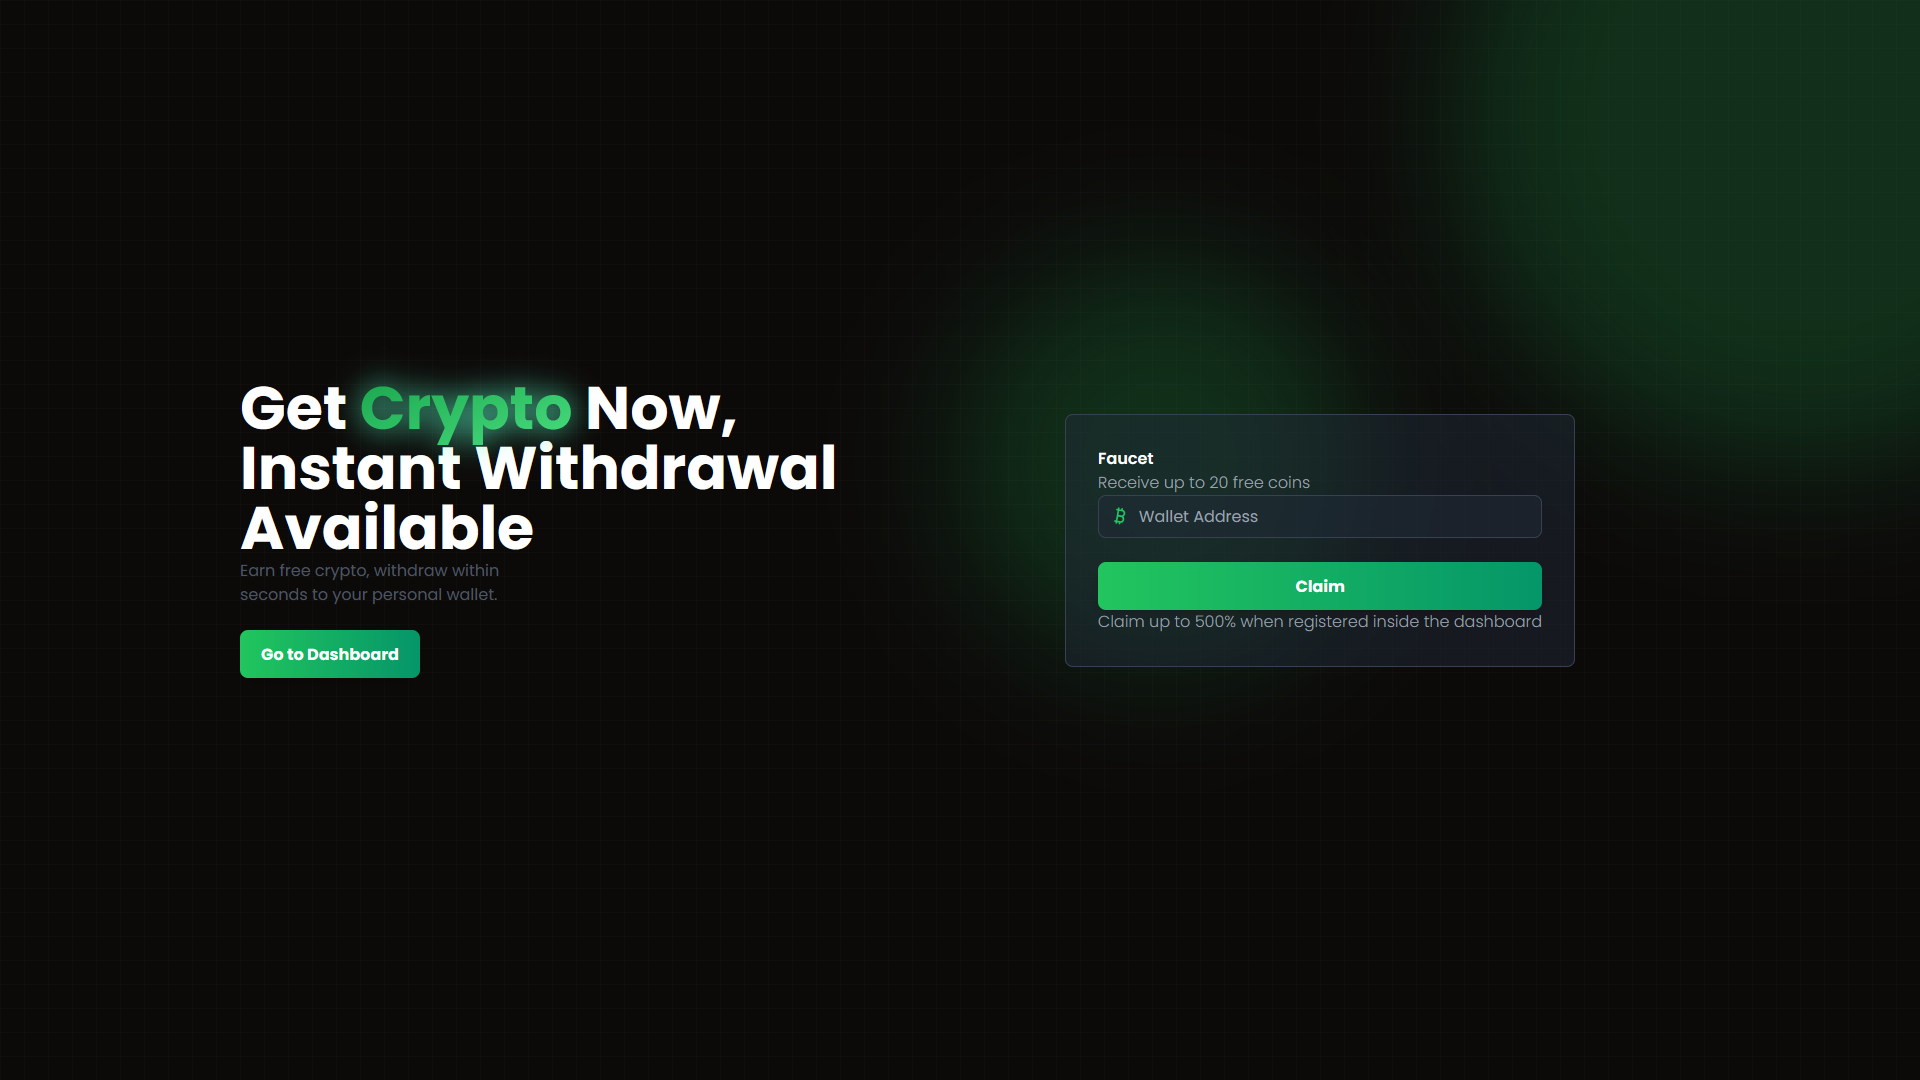 Get Crypto Now,
Instant Withdrawal
Available
Earn free crypto, withdraw within
seconds to your personal wallet.
Go to Dashboard
Faucet
Receive up to 20 free coins
Wallet Address
Claim
Claim up to 500% when registered inside the dashboard